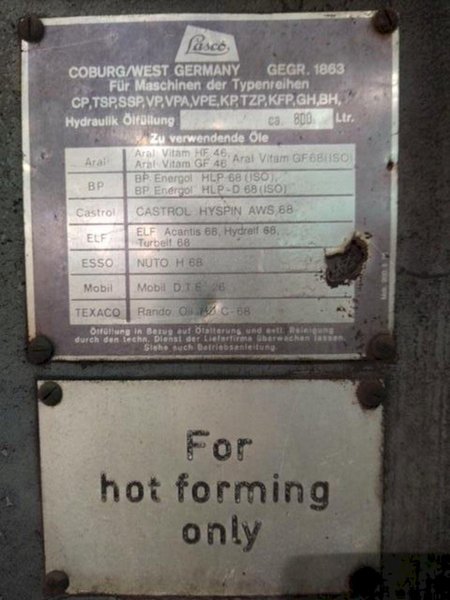 Lasco
COBURG/WEST GERMANY GEGR. 1863
Für Maschinen der Typenreihen
CP,TSP,SSP,VP,VPA,VPE,KP,TZP,KFP,GH,BH,
Hydraulik Ölfüllung ca. 800 Ltr.
Zu verwendende Öle
Aral Aral Vitam HF 46, Aral Vitam GF 68(ISO)
Aral Vitam GF 46,
BP BP. Energol HLP 68 (ISO),
BP. Energol HLP-D 68 (ISO)
Castrol CASTROL HYSPIN AWS 68
ELF ELF Acantis 68, Hydrelf 68,
Turbelf 68
ESSO NUTO H 68
Mobil Mobil D.T.E. 26
TEXACO Rando Oil HD C-68
Ölfüllung in Bezug auf Ölalterung und evtl. Reinigung
durch den techn. Dienst der Lieferfirma überwachen lassen.
Siehe auch Betriebsanleitung.
For
hot forming
only